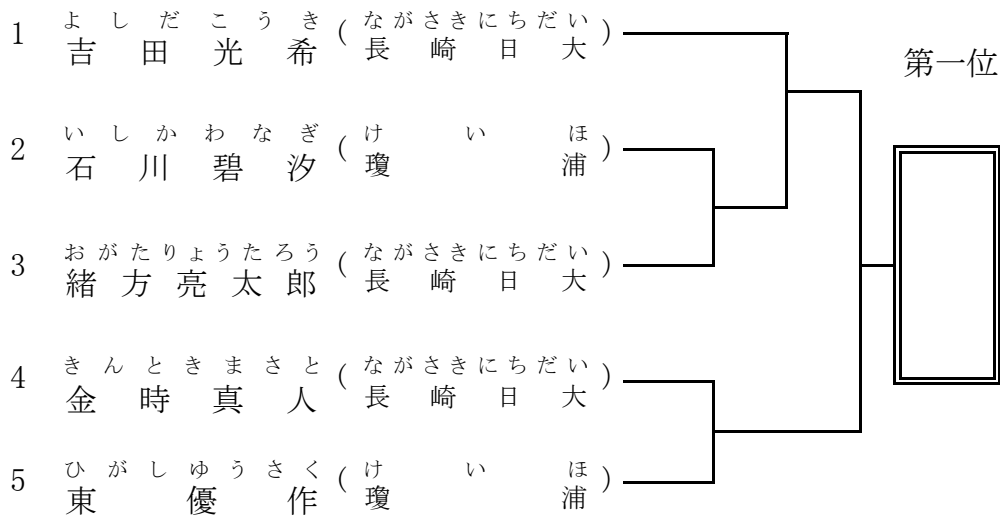 よしだこうき ながさきにちだい
1 吉田光希 (長崎日大)
第一位
いしかわなぎ けいほ
2 石川碧汐 (瓊浦)
おがたりょうたろう ながさきにちだい
3 緒方亮太郎 (長崎日大)
きんときまさと ながさきにちだい
4 金時真人 (長崎日大)
ひがしゆうさく けいほ
5 東優作 (瓊浦)